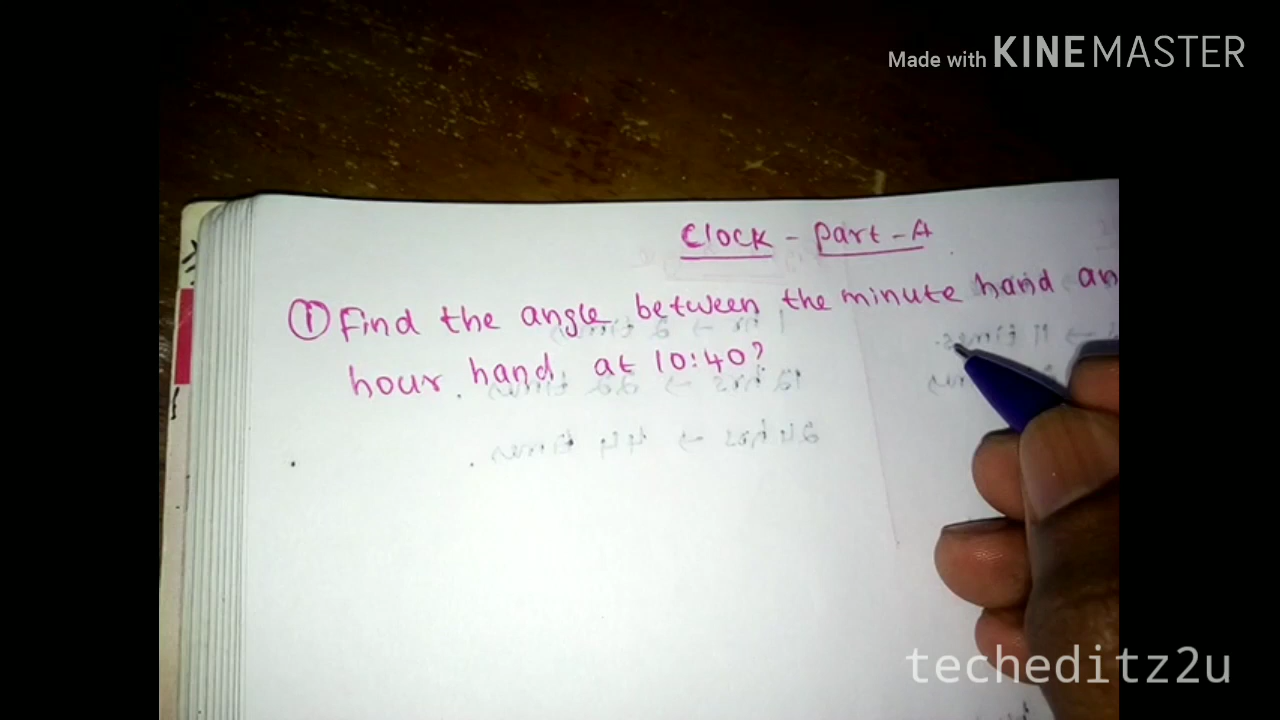 Made with KINEMASTER
Clock - Part-A
① Find the angle between the minute hand an
hour hand at 10:40?
techeditz2u